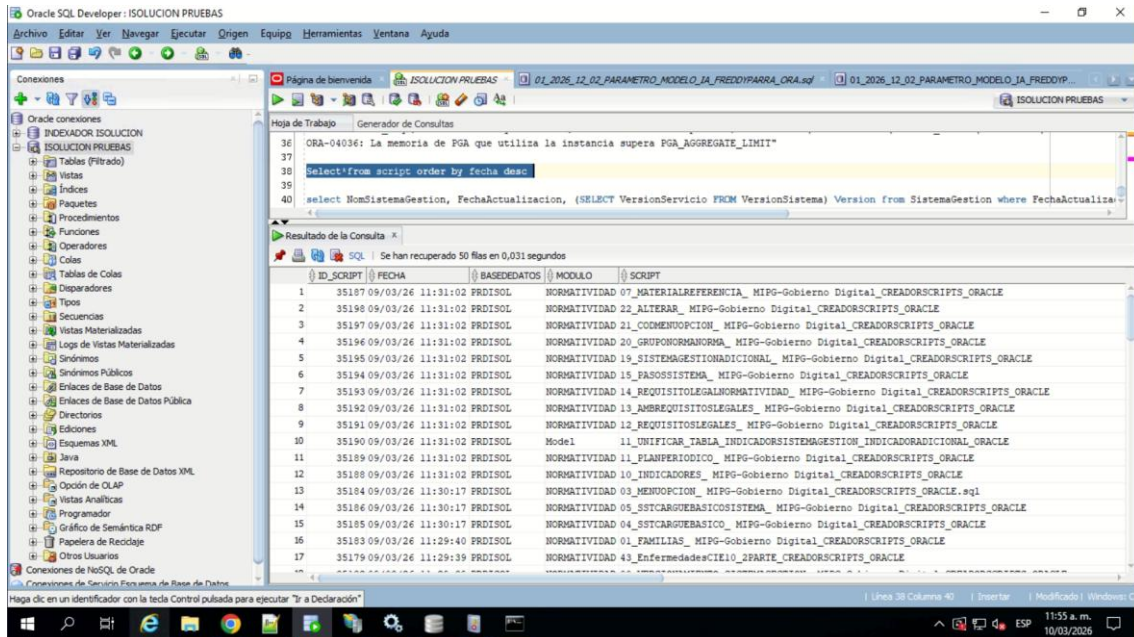 Oracle SQL Developer : ISOLUCION PRUEBAS
Archivo Editar Ver Navegar Ejecutar Origen Equipo Herramientas Ventana Ayuda
Conexiones
Oracle conexiones
INDEXADOR ISOLUCION
ISOLUCION PRUEBAS
Tablas (Filtrado)
Vistas
Índices
Paquetes
Procedimientos
Funciones
Operadores
Colas
Tablas de Colas
Disparadores
Tipos
Secuencias
Vistas Materializadas
Logs de Vistas Materializadas
Sinónimos
Sinónimos Públicos
Enlaces de Base de Datos
Enlaces de Base de Datos Pública
Directorios
Ediciones
Esquemas XML
Java
Repositorio de Base de Datos XML
Opción de OLAP
Vistas Analíticas
Programador
Gráfico de Semántica RDF
Papelera de Reciclaje
Otros Usuarios
Conexiones de NoSQL de Oracle
Conexiones de Servicio Esquema de Base de Datos
Página de bienvenida ISOLUCION PRUEBAS 01_2026_12_02_PARAMETRO_MODELO_IA_FREDDYPARRA_ORA.sql 01_2026_12_02_PARAMETRO_MODELO_IA_FREDDYP...
ISOLUCION PRUEBAS
Hoja de Trabajo Generador de Consultas
36 ORA-04036: La memoria de PGA que utiliza la instancia supera PGA_AGGREGATE_LIMIT"
37
38 Select*from script order by fecha desc
39
40 select NomSistemaGestion, FechaActualizacion, (SELECT VersionServicio FROM VersionSistema) Version from SistemaGestion where FechaActualiza
Resultado de la Consulta
SQL | Se han recuperado 50 filas en 0,031 segundos
ID_SCRIPT FECHA BASEDEDATOS MODULO SCRIPT
1 35187 09/03/26 11:31:02 PRDISOL NORMATIVIDAD 07_MATERIALREFERENCIA_ MIPG-Gobierno Digital_CREADORSCRIPTS_ORACLE
2 35198 09/03/26 11:31:02 PRDISOL NORMATIVIDAD 22_ALTERAR_ MIPG-Gobierno Digital_CREADORSCRIPTS_ORACLE
3 35197 09/03/26 11:31:02 PRDISOL NORMATIVIDAD 21_CODMENUOPCION_ MIPG-Gobierno Digital_CREADORSCRIPTS_ORACLE
4 35196 09/03/26 11:31:02 PRDISOL NORMATIVIDAD 20_GRUPONORMANORMA_ MIPG-Gobierno Digital_CREADORSCRIPTS_ORACLE
5 35195 09/03/26 11:31:02 PRDISOL NORMATIVIDAD 19_SISTEMAGESTIONADICIONAL_ MIPG-Gobierno Digital_CREADORSCRIPTS_ORACLE
6 35194 09/03/26 11:31:02 PRDISOL NORMATIVIDAD 15_PASOSSISTEMA_ MIPG-Gobierno Digital_CREADORSCRIPTS_ORACLE
7 35193 09/03/26 11:31:02 PRDISOL NORMATIVIDAD 14_REQUISITOLEGALNORMATIVIDAD_ MIPG-Gobierno Digital_CREADORSCRIPTS_ORACLE
8 35192 09/03/26 11:31:02 PRDISOL NORMATIVIDAD 13_AMBREQUISITOSLEGALES_ MIPG-Gobierno Digital_CREADORSCRIPTS_ORACLE
9 35191 09/03/26 11:31:02 PRDISOL NORMATIVIDAD 12_REQUISITOSLEGALES_ MIPG-Gobierno Digital_CREADORSCRIPTS_ORACLE
10 35190 09/03/26 11:31:02 PRDISOL Model 11_UNIFICAR_TABLA_INDICADORSISTEMAGESTION_INDICADORADICIONAL_ORACLE
11 35189 09/03/26 11:31:02 PRDISOL NORMATIVIDAD 11_PLANPERIODICO_ MIPG-Gobierno Digital_CREADORSCRIPTS_ORACLE
12 35188 09/03/26 11:31:02 PRDISOL NORMATIVIDAD 10_INDICADORES_ MIPG-Gobierno Digital_CREADORSCRIPTS_ORACLE
13 35184 09/03/26 11:30:17 PRDISOL NORMATIVIDAD 03_MENUOPCION_ MIPG-Gobierno Digital_CREADORSCRIPTS_ORACLE.sql
14 35186 09/03/26 11:30:17 PRDISOL NORMATIVIDAD 05_SSTCARGUEBASICOSISTEMA_ MIPG-Gobierno Digital_CREADORSCRIPTS_ORACLE
15 35185 09/03/26 11:30:17 PRDISOL NORMATIVIDAD 04_SSTCARGUEBASICO_ MIPG-Gobierno Digital_CREADORSCRIPTS_ORACLE
16 35183 09/03/26 11:29:40 PRDISOL NORMATIVIDAD 01_FAMILIAS_ MIPG-Gobierno Digital_CREADORSCRIPTS_ORACLE
17 35179 09/03/26 11:29:39 PRDISOL NORMATIVIDAD 43_EnfermedadesCIE10_2PARTE_CREADORSCRIPTS_ORACLE
Haga clic en un identificador con la tecla Control pulsada para ejecutar "Ir a Declaración"
Línea 38 Columna 40 | Insertar | Modificado | Windows: C
ESP
11:55 a. m.
10/03/2026